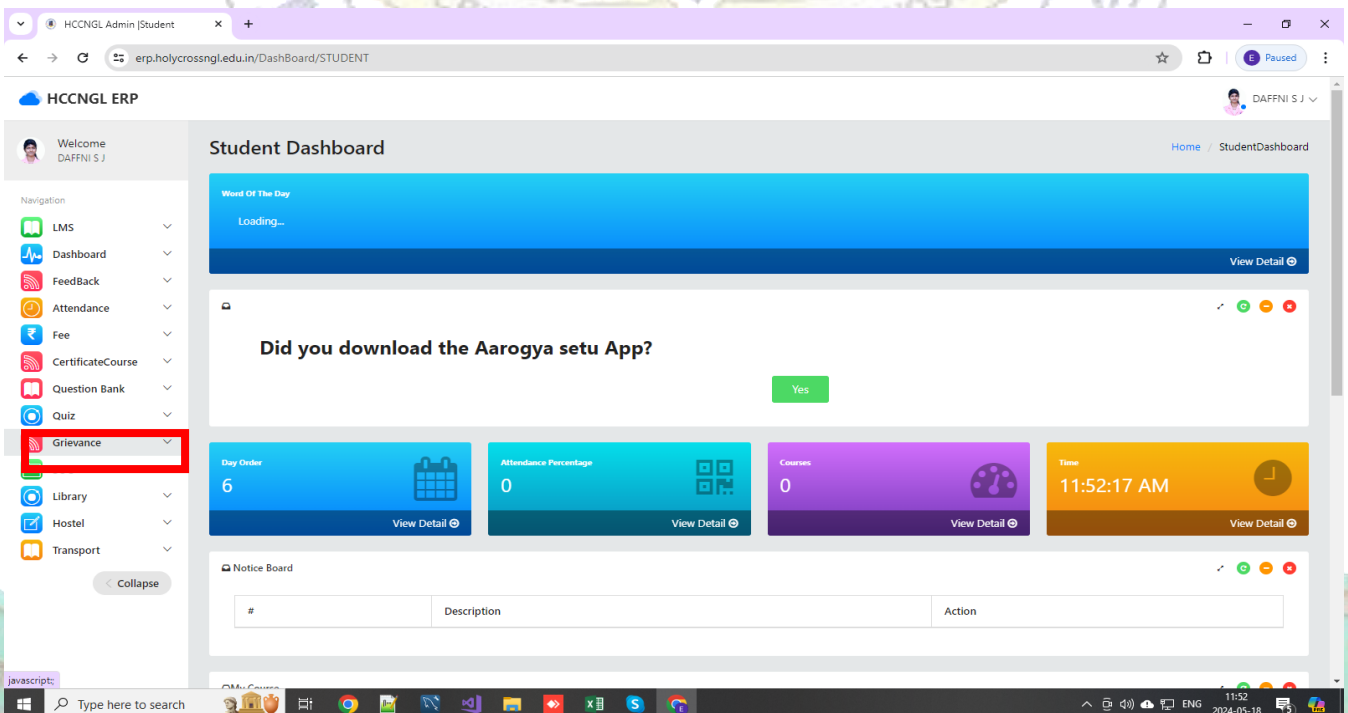 HCCNGL Admin |Student
erp.holycrossngl.edu.in/DashBoard/STUDENT
E Paused
HCCNGL ERP
DAFFNI S J
Welcome
DAFFNI S J
Student Dashboard
Home / StudentDashboard
Navigation
LMS
Dashboard
FeedBack
Attendance
Fee
CertificateCourse
Question Bank
Quiz
Grievance
Library
Hostel
Transport
Collapse
Word Of The Day
Loading...
View Detail
Did you download the Aarogya setu App?
Yes
Day Order
6
View Detail
Attendance Percentage
0
View Detail
Courses
0
View Detail
Time
11:52:17 AM
View Detail
Notice Board
# Description Action
My Course
javascript:;
Type here to search
ENG
11:52
2024-05-18
5